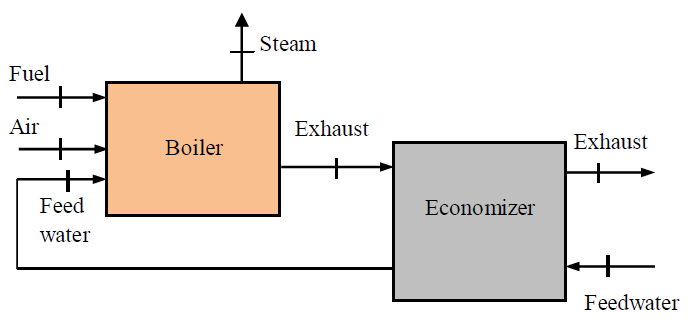 Steam
Fuel
Air
Boiler
Exhaust
Exhaust
Feed
water
Economizer
Feedwater